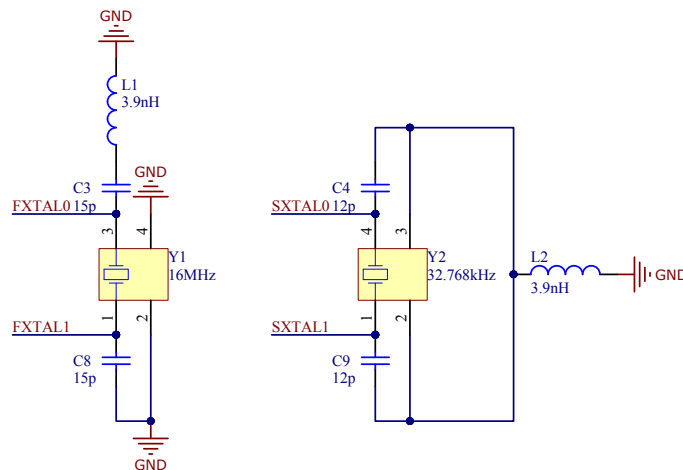 GND
L1
3.9nH
GND
C3
FXTAL0 15p
3
4
Y1
16MHz
FXTAL1
1
2
C8
15p
GND
C4
SXTAL0 12p
4
3
Y2
32.768kHz
SXTAL1
1
2
C9
12p
L2
3.9nH
GND